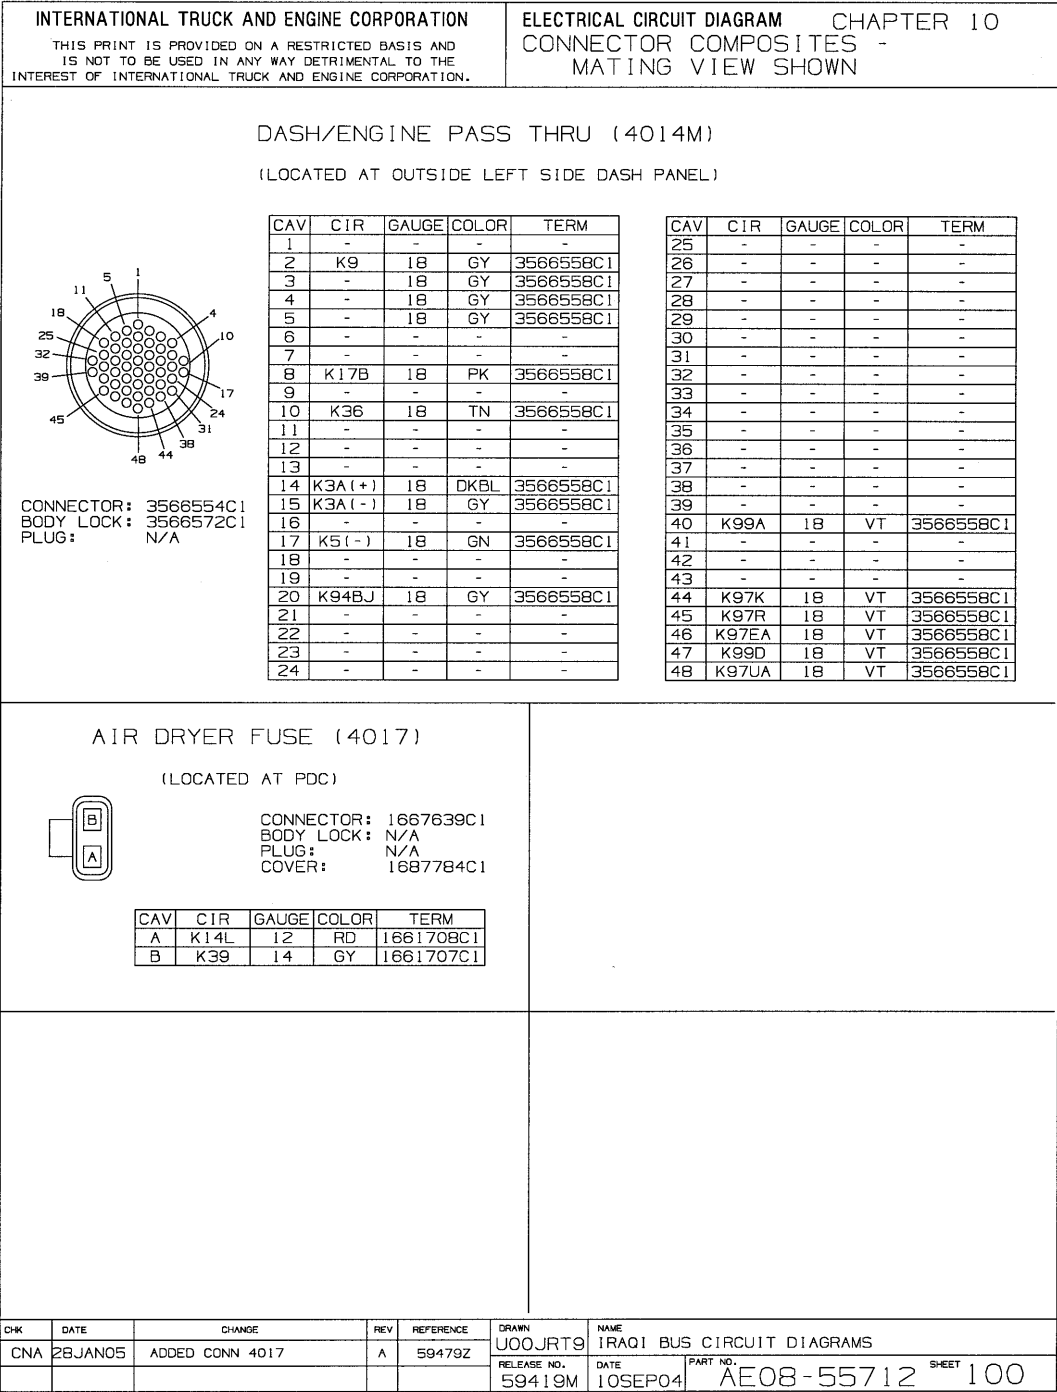 INTERNATIONAL TRUCK AND ENGINE CORPORATION
THIS PRINT IS PROVIDED ON A RESTRICTED BASIS AND
IS NOT TO BE USED IN ANY WAY DETRIMENTAL TO THE
INTEREST OF INTERNATIONAL TRUCK AND ENGINE CORPORATION.
ELECTRICAL CIRCUIT DIAGRAM CHAPTER 10
CONNECTOR COMPOSITES -
MATING VIEW SHOWN
DASH/ENGINE PASS THRU (4014M)
(LOCATED AT OUTSIDE LEFT SIDE DASH PANEL)
1
5
11
18
25
32
39
45
4
10
17
24
31
38
44
48
CONNECTOR: 3566554C1
BODY LOCK: 3566572C1
PLUG: N/A
CAV CIR GAUGE COLOR TERM
1 - - - -
2 K9 18 GY 3566558C1
3 - 18 GY 3566558C1
4 - 18 GY 3566558C1
5 - 18 GY 3566558C1
6 - - - -
7 - - - -
8 K17B 18 PK 3566558C1
9 - - - -
10 K36 18 TN 3566558C1
11 - - - -
12 - - - -
13 - - - -
14 K3A(+) 18 DKBL 3566558C1
15 K3A(-) 18 GY 3566558C1
16 - - - -
17 K5(-) 18 GN 3566558C1
18 - - - -
19 - - - -
20 K94BJ 18 GY 3566558C1
21 - - - -
22 - - - -
23 - - - -
24 - - - -
CAV CIR GAUGE COLOR TERM
25 - - - -
26 - - - -
27 - - - -
28 - - - -
29 - - - -
30 - - - -
31 - - - -
32 - - - -
33 - - - -
34 - - - -
35 - - - -
36 - - - -
37 - - - -
38 - - - -
39 - - - -
40 K99A 18 VT 3566558C1
41 - - - -
42 - - - -
43 - - - -
44 K97K 18 VT 3566558C1
45 K97R 18 VT 3566558C1
46 K97EA 18 VT 3566558C1
47 K99D 18 VT 3566558C1
48 K97UA 18 VT 3566558C1
AIR DRYER FUSE (4017)
(LOCATED AT PDC)
B
A
CONNECTOR: 1667639C1
BODY LOCK: N/A
PLUG: N/A
COVER: 1687784C1
CAV CIR GAUGE COLOR TERM
A K14L 12 RD 1661708C1
B K39 14 GY 1661707C1
CHK DATE CHANGE REV REFERENCE
CNA 28JAN05 ADDED CONN 4017 A 59479Z
DRAWN
U00JRT9
NAME
IRAQI BUS CIRCUIT DIAGRAMS
RELEASE NO.
59419M
DATE
10SEP04
PART NO.
AE08-55712
SHEET 100